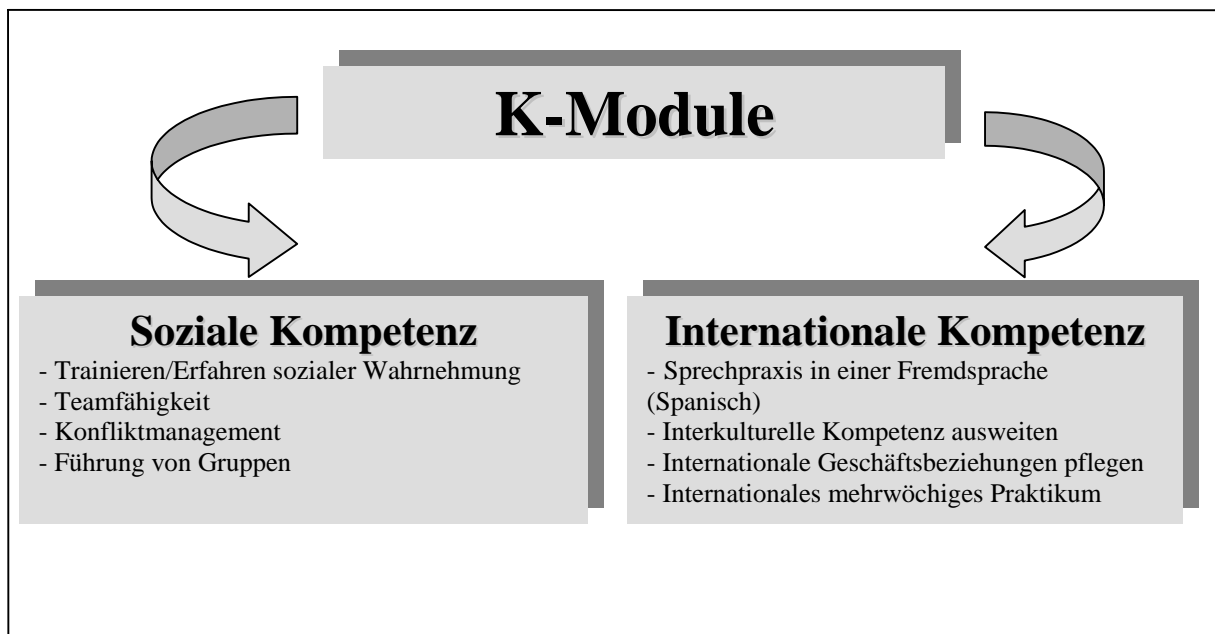 K-Module
Soziale Kompetenz
- Trainieren/Erfahren sozialer Wahrnehmung
- Teamfähigkeit
- Konfliktmanagement
- Führung von Gruppen
Internationale Kompetenz
- Sprechpraxis in einer Fremdsprache
(Spanisch)
- Interkulturelle Kompetenz ausweiten
- Internationale Geschäftsbeziehungen pflegen
- Internationales mehrwöchiges Praktikum